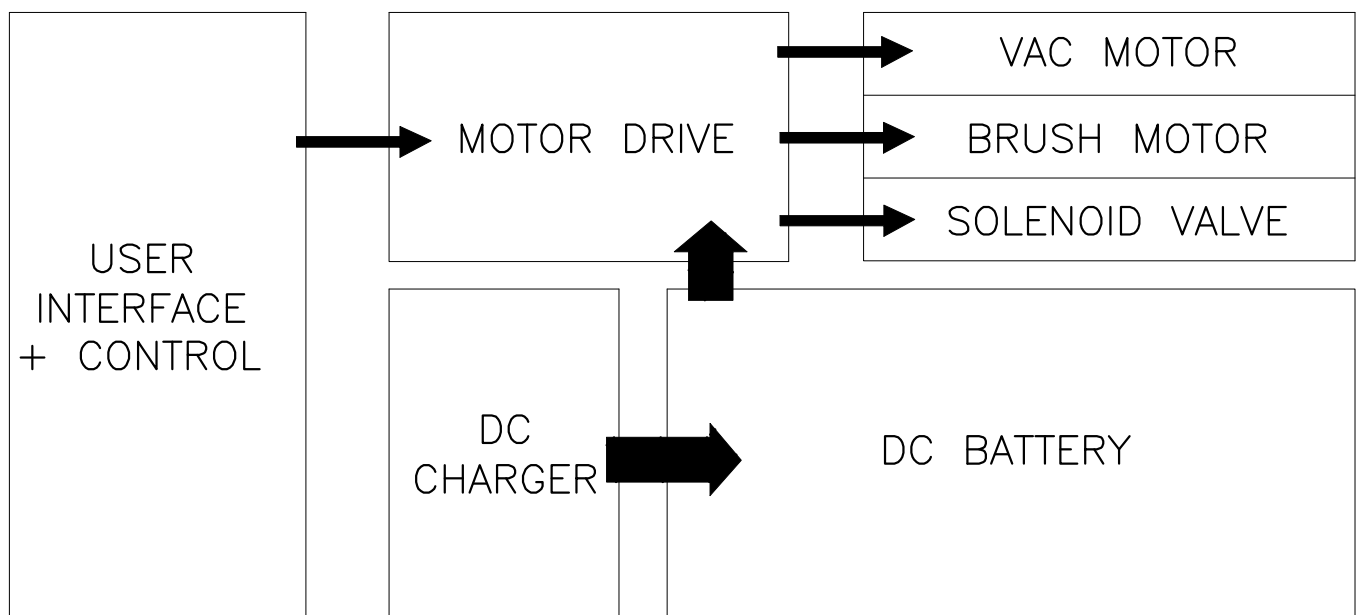 USER
INTERFACE
+ CONTROL
MOTOR DRIVE
VAC MOTOR
BRUSH MOTOR
SOLENOID VALVE
DC
CHARGER
DC BATTERY